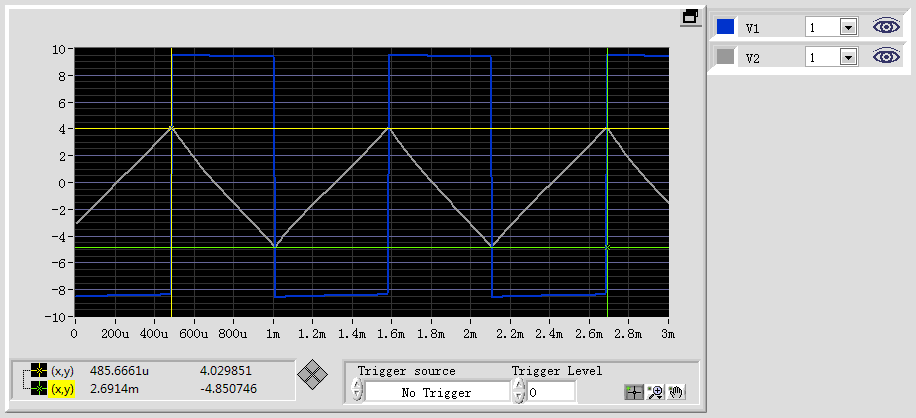 V1 1
V2 1
10
8
6
4
2
0
-2
-4
-6
-8
-10
0 200u 400u 600u 800u 1m 1.2m 1.4m 1.6m 1.8m 2m 2.2m 2.4m 2.6m 2.8m 3m
(x,y) 485.6661u 4.029851
(x,y) 2.6914m -4.850746
Trigger source Trigger Level
No Trigger 0